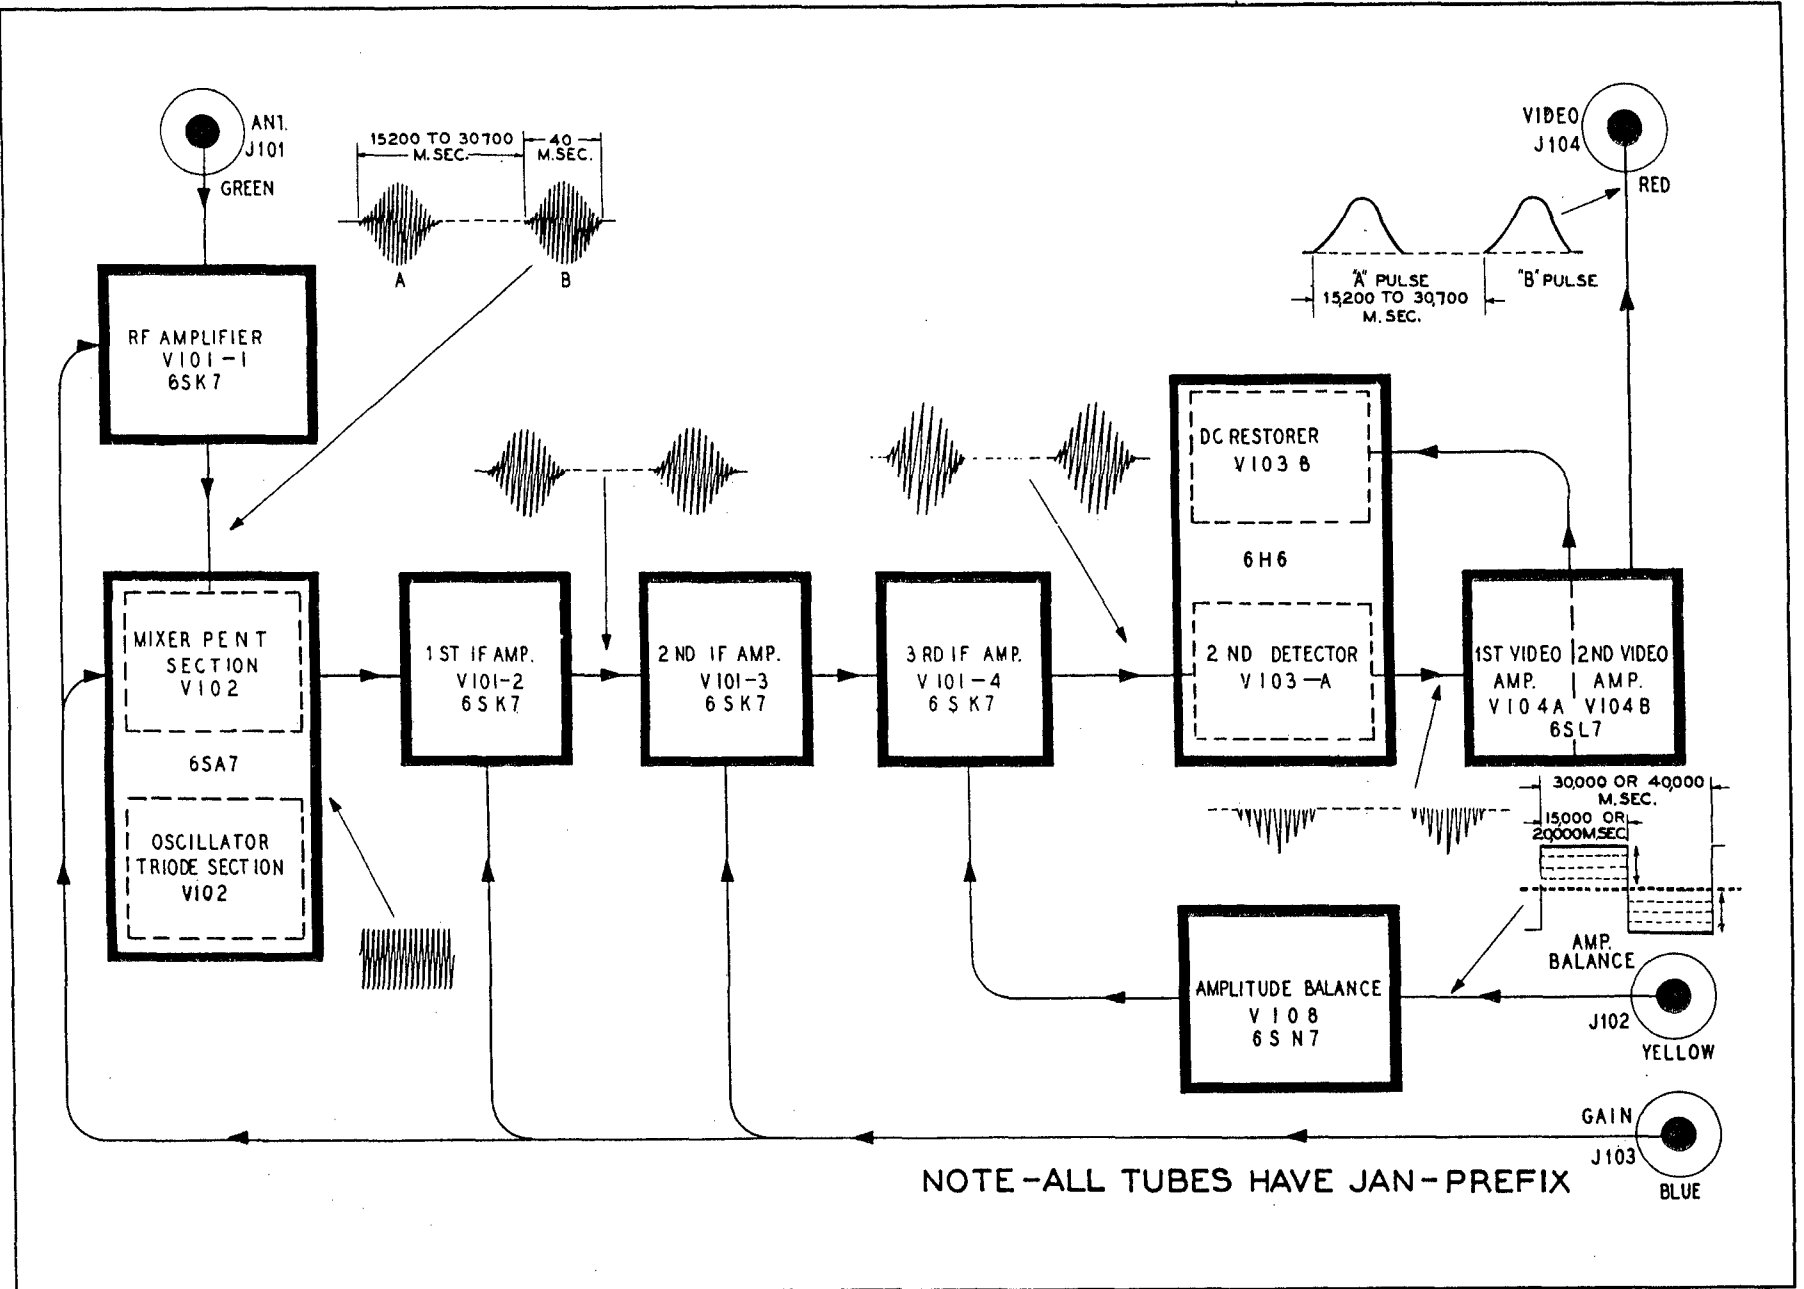 ANT.
J101
GREEN
15200 TO 30700
M.SEC.
40
M.SEC.
A
B
VIDEO
J104
RED
"A" PULSE
15,200 TO 30,700
M.SEC.
"B" PULSE
RF AMPLIFIER
V101-1
6SK7
DC RESTORER
V103B
6H6
2ND DETECTOR
V103-A
MIXER PENT
SECTION
V102
6SA7
OSCILLATOR
TRIODE SECTION
V102
1ST IF AMP.
V101-2
6SK7
2ND IF AMP.
V101-3
6SK7
3RD IF AMP.
V101-4
6SK7
1ST VIDEO
AMP.
V104A
2ND VIDEO
AMP.
V104B
6SL7
30,000 OR 40,000
M.SEC.
15,000 OR
20,000M.SEC
AMP.
BALANCE
AMPLITUDE BALANCE
V108
6SN7
J102
YELLOW
GAIN
J103
BLUE
NOTE-ALL TUBES HAVE JAN-PREFIX